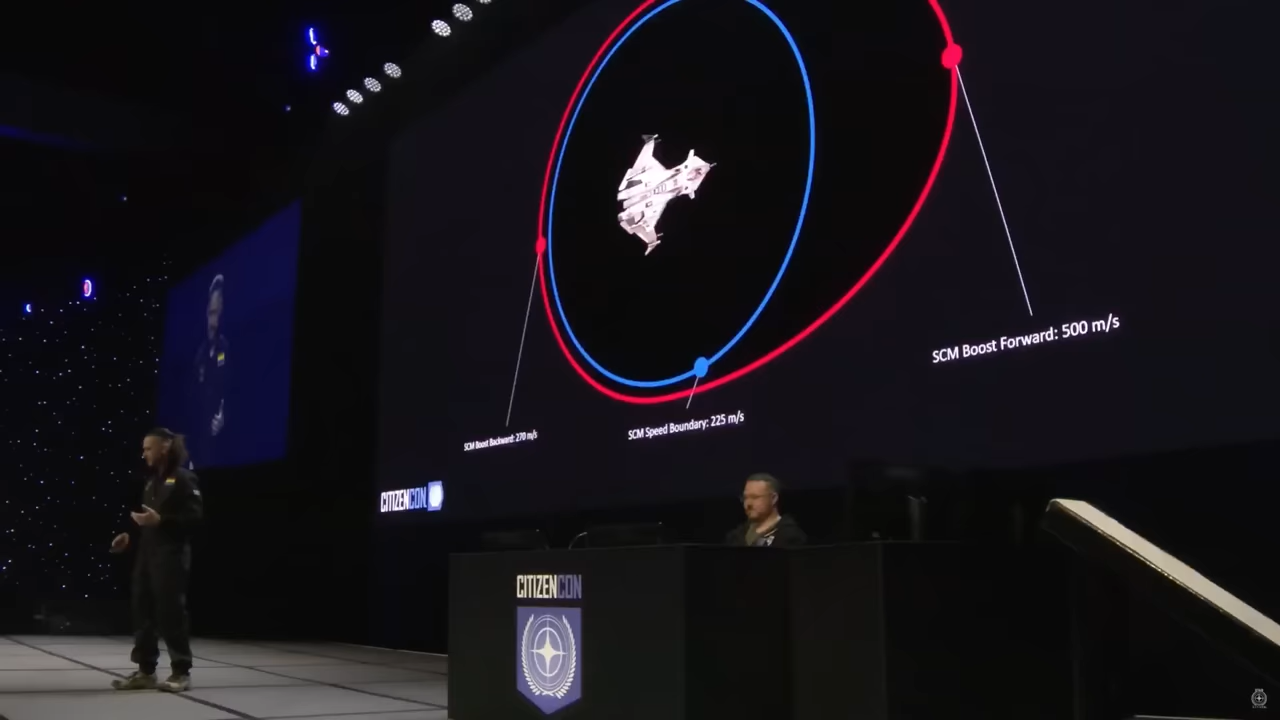 SCM Boost Forward: 500 m/s
SCM Speed Boundary: 225 m/s
SCM Boost Backward: 270 m/s
CITIZENCON
CITIZENCON